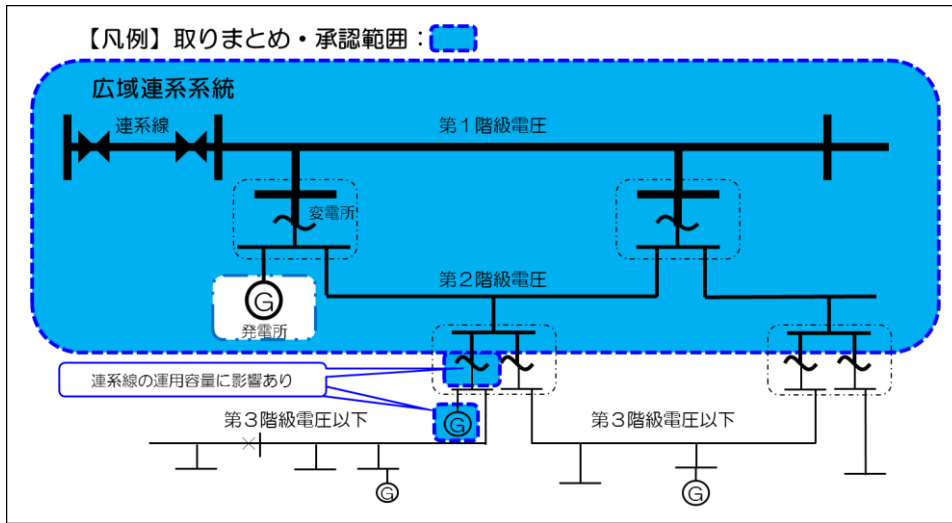 【凡例】取りまとめ・承認範囲：
広域連系系統
連系線
第１階級電圧
変電所
第２階級電圧
G
発電所
連系線の運用容量に影響あり
第３階級電圧以下
G
第３階級電圧以下
G
G